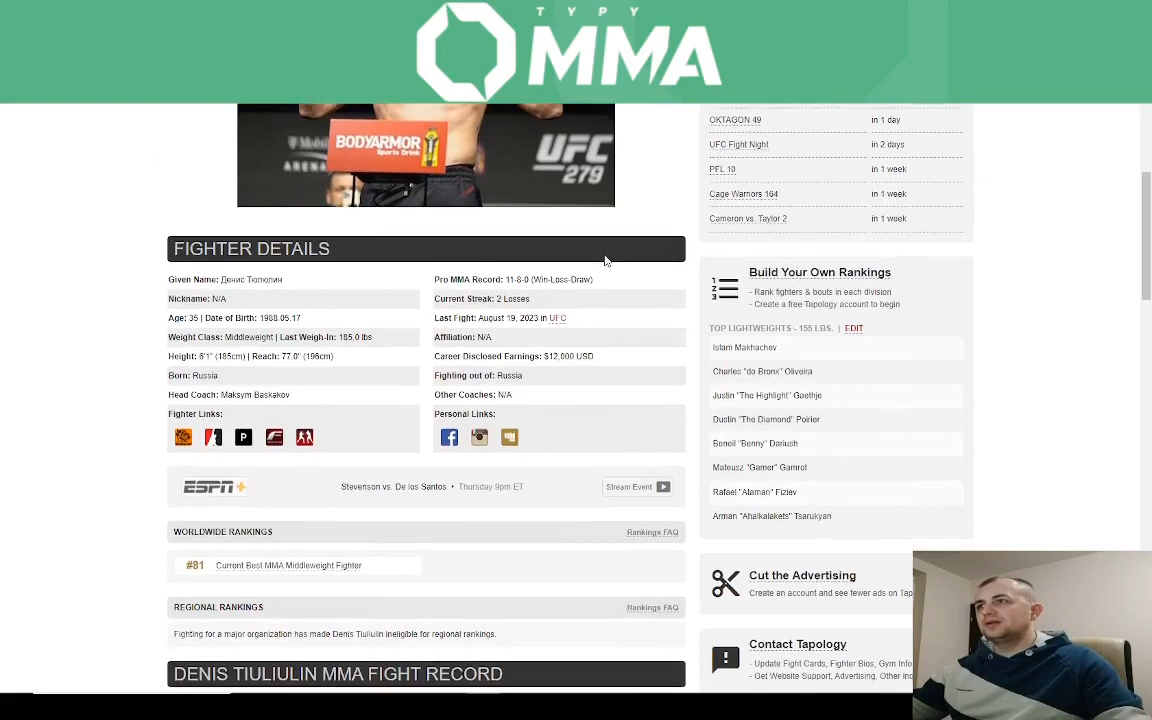 TYPY
MMA
BODYARMOR
Sports Drink
ARENA
UFC
279
OKTAGON 49 in 1 day
UFC Fight Night in 2 days
PFL 10 in 1 week
Cage Warriors 164 in 1 week
Cameron vs. Taylor 2 in 1 week
FIGHTER DETAILS
Given Name: Денис Тюлюлин
Pro MMA Record: 11-8-0 (Win-Loss-Draw)
Nickname: N/A
Current Streak: 2 Losses
Age: 35 | Date of Birth: 1988.05.17
Last Fight: August 19, 2023 in UFC
Weight Class: Middleweight | Last Weigh-In: 185.0 lbs
Affiliation: N/A
Height: 6'1" (185cm) | Reach: 77.0" (196cm)
Career Disclosed Earnings: $12,000 USD
Born: Russia
Fighting out of: Russia
Head Coach: Maksym Baskakov
Other Coaches: N/A
Fighter Links:
Personal Links:
P
ESPN+
Stevenson vs. De los Santos • Thursday 9pm ET
Stream Event
WORLDWIDE RANKINGS
Rankings FAQ
#81 Current Best MMA Middleweight Fighter
REGIONAL RANKINGS
Rankings FAQ
Fighting for a major organization has made Denis Tiuliulin ineligible for regional rankings.
DENIS TIULIULIN MMA FIGHT RECORD
1
2
3
Build Your Own Rankings
- Rank fighters & bouts in each division
- Create a free Tapology account to begin
TOP LIGHTWEIGHTS - 155 LBS. | EDIT
Islam Makhachev
Charles "do Bronx" Oliveira
Justin "The Highlight" Gaethje
Dustin "The Diamond" Poirier
Beneil "Benny" Dariush
Mateusz "Gamer" Gamrot
Rafael "Ataman" Fiziev
Arman "Ahalkalakets" Tsarukyan
Cut the Advertising
Create an account and see fewer ads on Tap
Contact Tapology
- Update Fight Cards, Fighter Bios, Gym Info
- Get Website Support, Advertising, Other inq